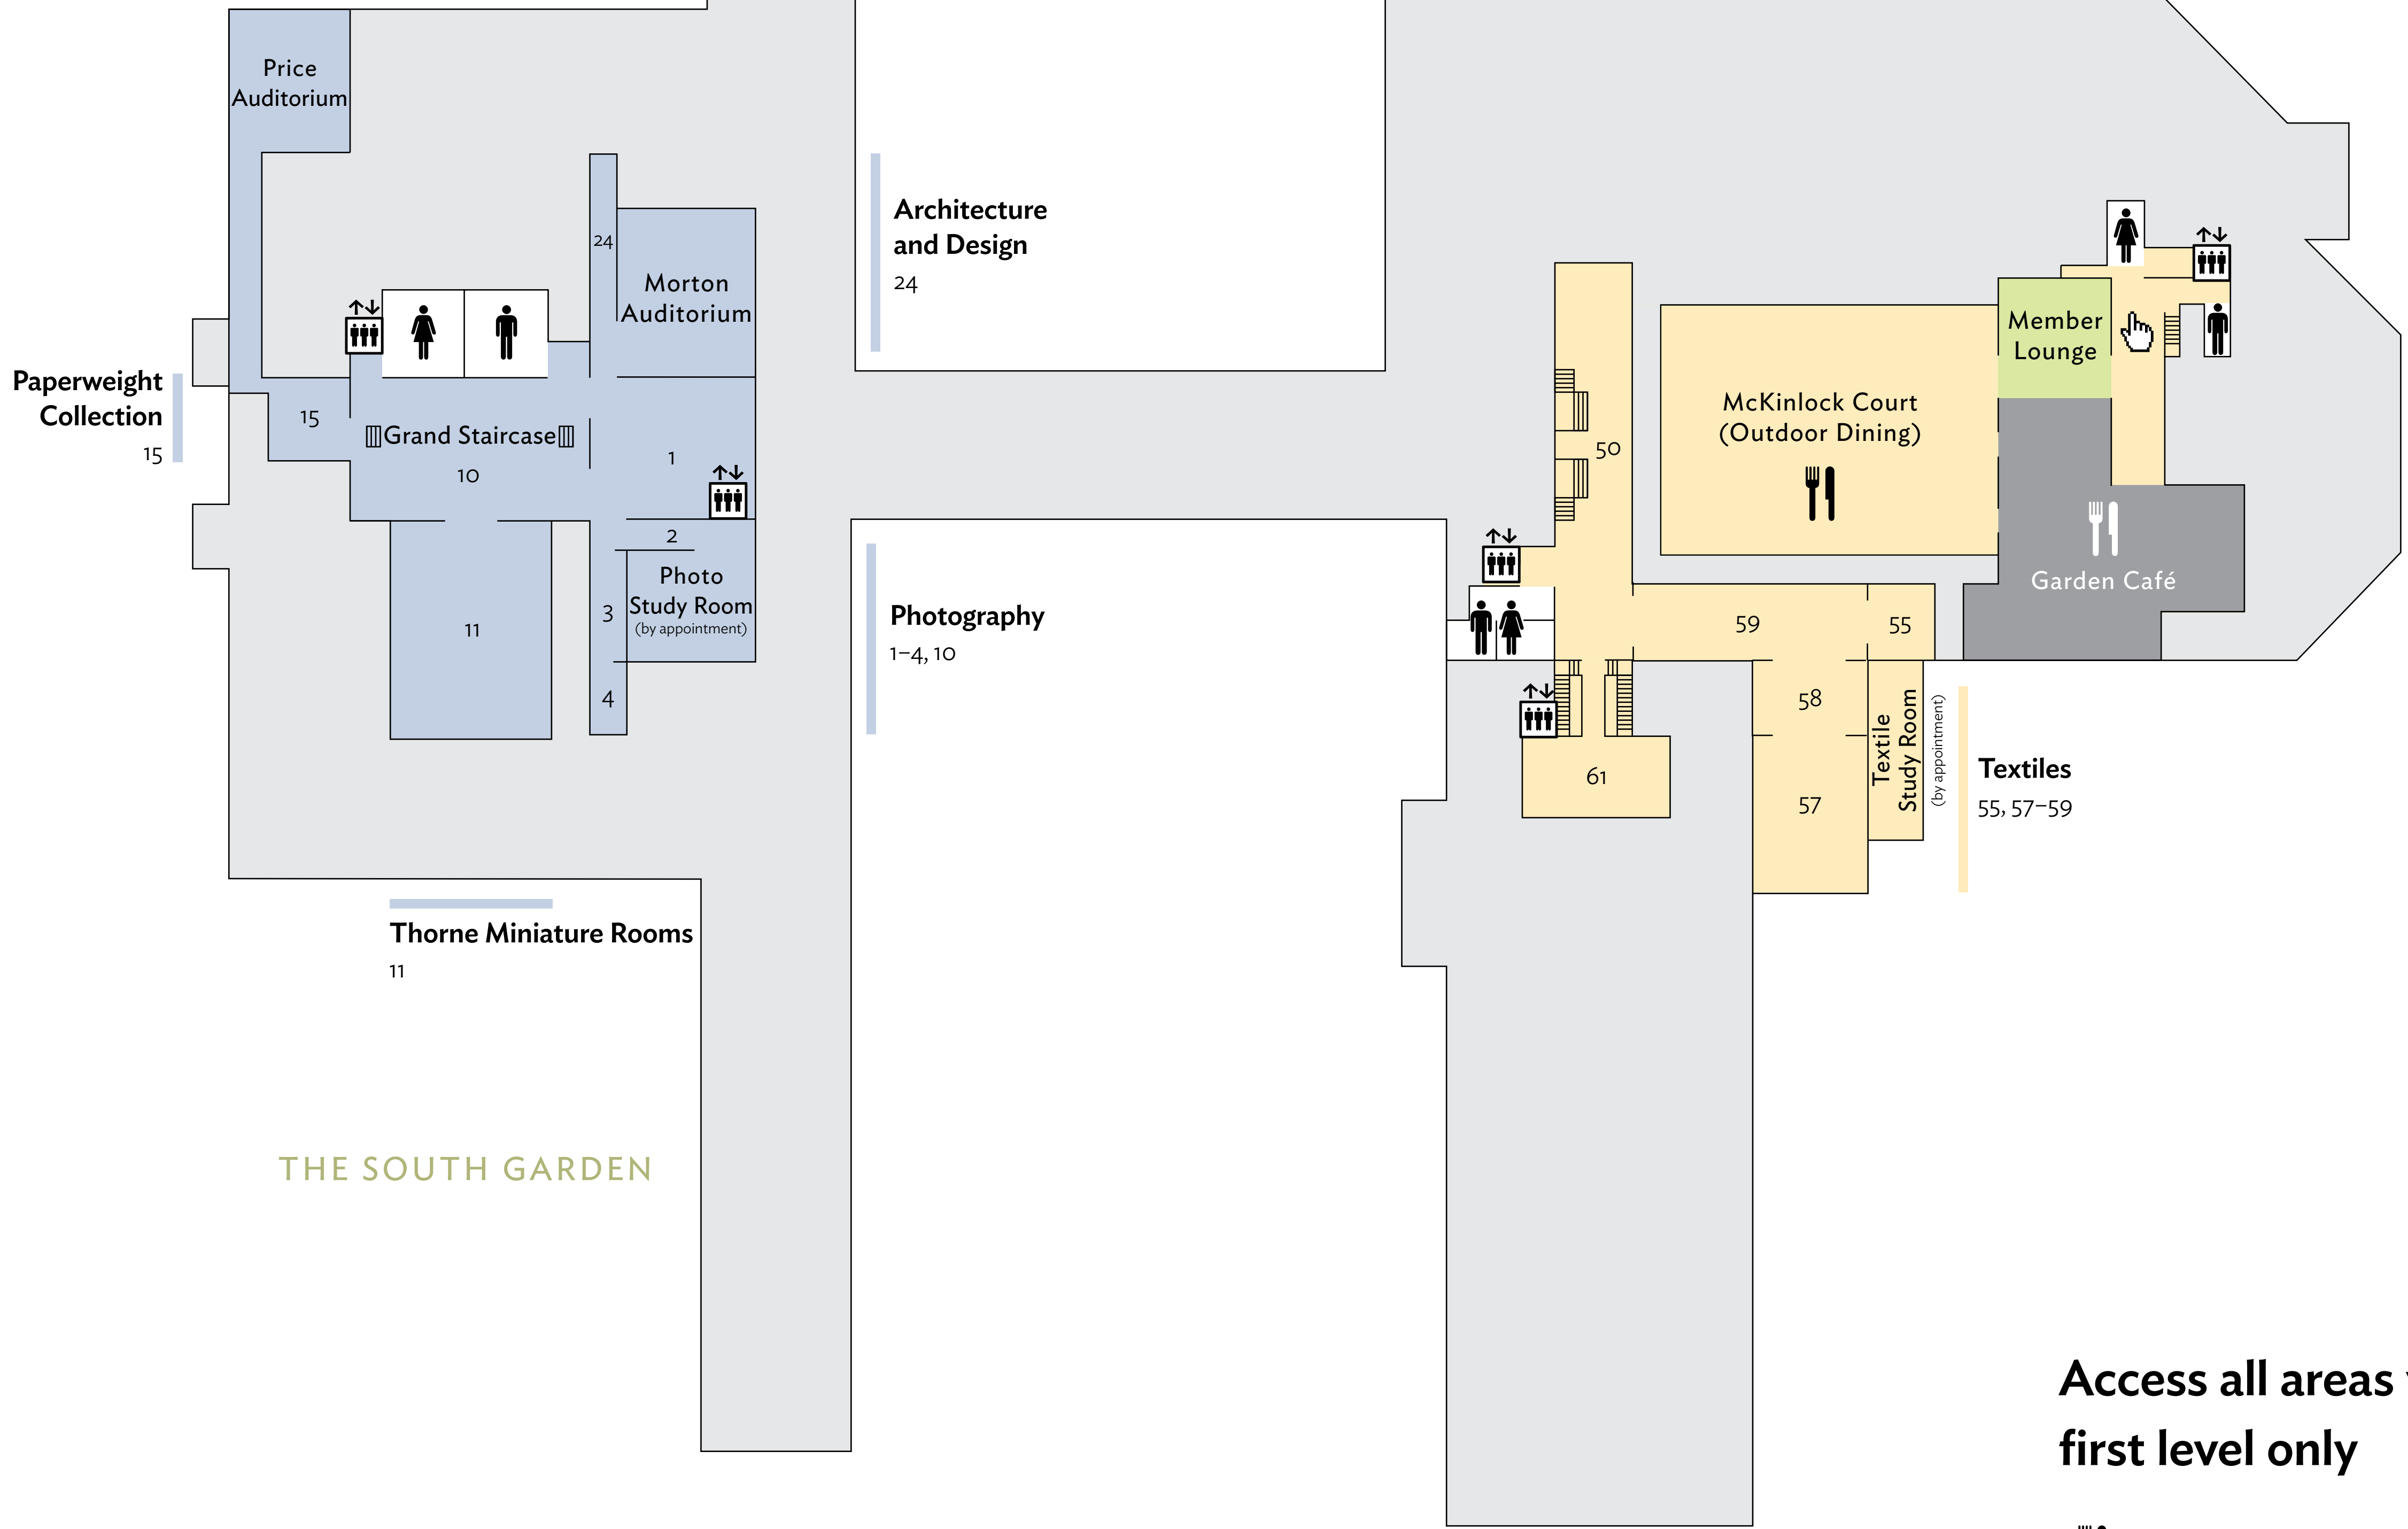 Price
Auditorium
24
Morton
Auditorium
Architecture
and Design
24
Paperweight
Collection
15
15
Grand Staircase
10
1
2
Photo
Study Room
(by appointment)
3
4
11
Photography
1–4, 10
Thorne Miniature Rooms
11
THE SOUTH GARDEN
50
McKinlock Court
(Outdoor Dining)
Member
Lounge
Garden Café
59
55
58
57
61
Textile
Study Room
(by appointment)
Textiles
55, 57–59
Access all areas
first level only